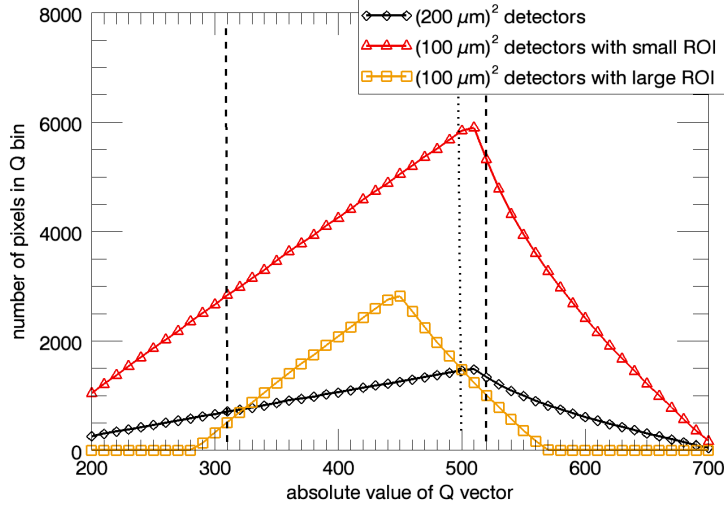 8000
6000
4000
2000
0
number of pixels in Q bin
(200 µm)² detectors
(100 µm)² detectors with small ROI
(100 µm)² detectors with large ROI
200 300 400 500 600 700
absolute value of Q vector